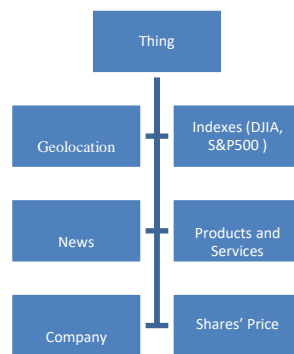 Thing
Geolocation
Indexes (DJIA,
S&P500 )
News
Products and
Services
Company
Shares’ Price